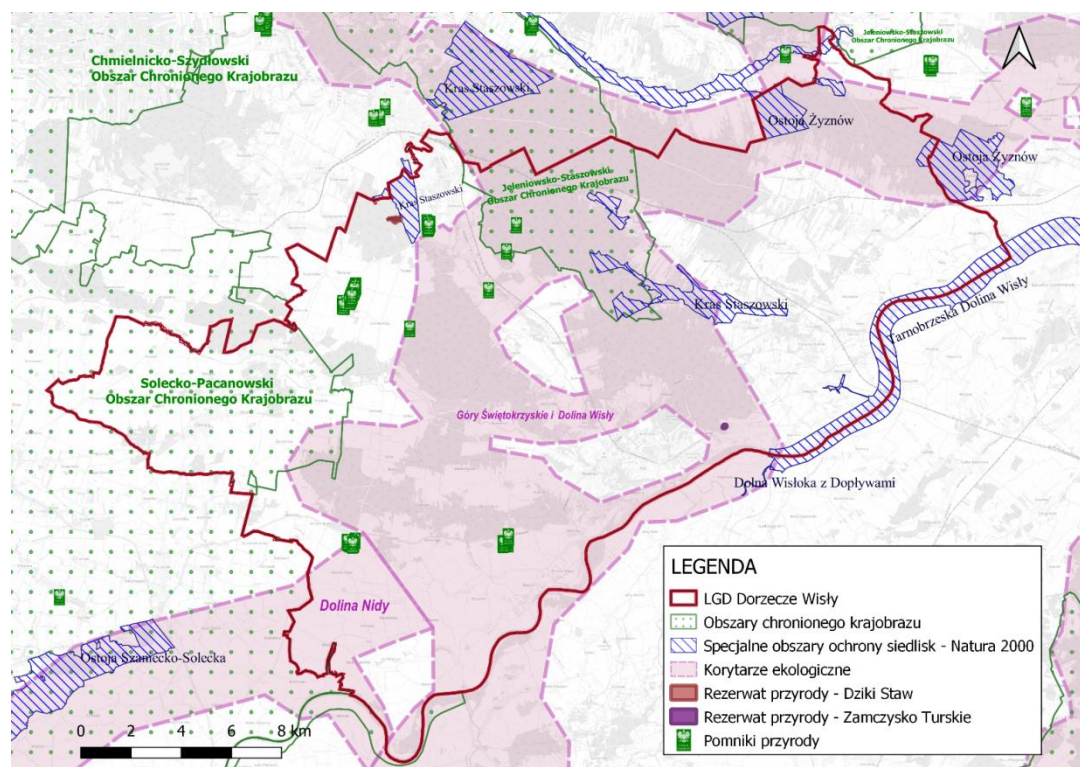 Chmielnicko-Szydłowski
Obszar Chronionego Krajobrazu
Jeleniowsko-Staszowski
Obszar Chronionego Krajobrazu
Kras Staszowski
Ostoja Żyznów
Ostoja Żyznów
Kras Staszowski
Jeleniowsko-Staszowski
Obszar Chronionego Krajobrazu
Kras Staszowski
Tarnobrzeska Dolina Wisły
Solecko-Pacanowski
Obszar Chronionego Krajobrazu
Góry Świętokrzyskie i Dolina Wisły
Dolna Wisłoka z Dopływami
Dolina Nidy
Ostoja Szaniecko-Solecka
0 2 4 6 8 km
LEGENDA
LGD Dorzecze Wisły
Obszary chronionego krajobrazu
Specjalne obszary ochrony siedlisk - Natura 2000
Korytarze ekologiczne
Rezerwat przyrody - Dziki Staw
Rezerwat przyrody - Zamczysko Turskie
Pomniki przyrody